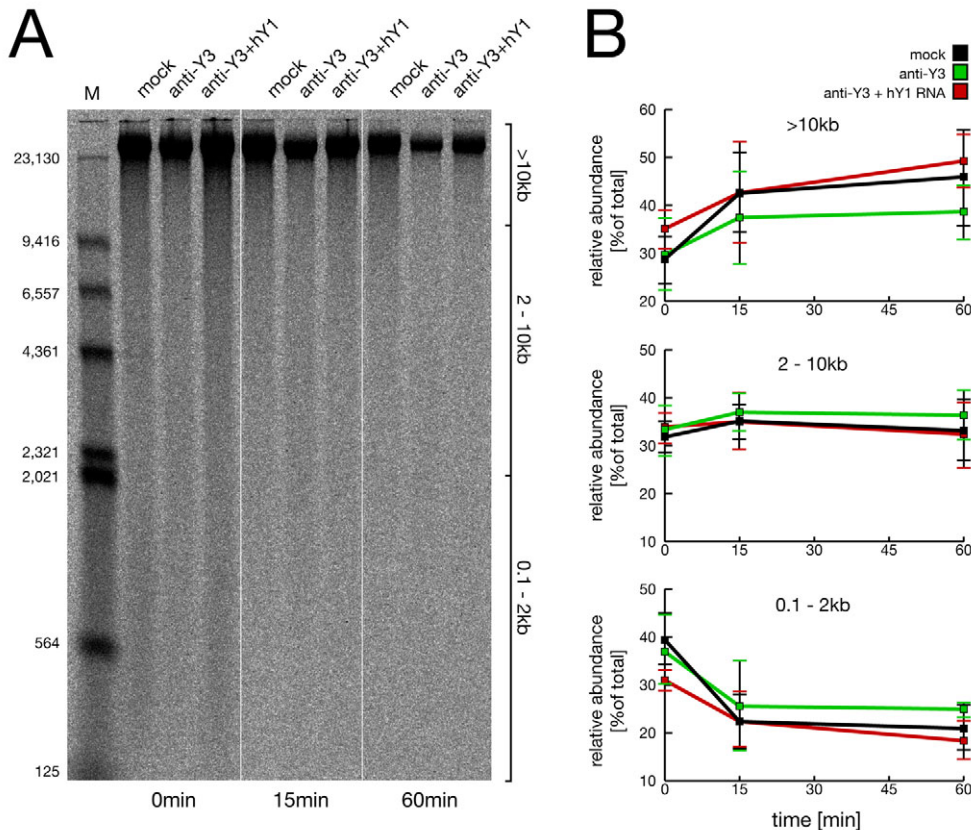 A
M
mock
anti-Y3
anti-Y3+hY1
mock
anti-Y3
anti-Y3+hY1
mock
anti-Y3
anti-Y3+hY1
23,130
9,416
6,557
4,361
2,321
2,021
564
125
>10kb
2 - 10kb
0.1 - 2kb
0min
15min
60min
B
mock
anti-Y3
anti-Y3 + hY1 RNA
>10kb
relative abundance
[%of total]
60
50
40
30
20
0 15 30 45 60
2 - 10kb
relative abundance
[%of total]
50
40
30
20
10
0 15 30 45 60
0.1 - 2kb
relative abundance
[%of total]
50
40
30
20
10
0 15 30 45 60
time [min]